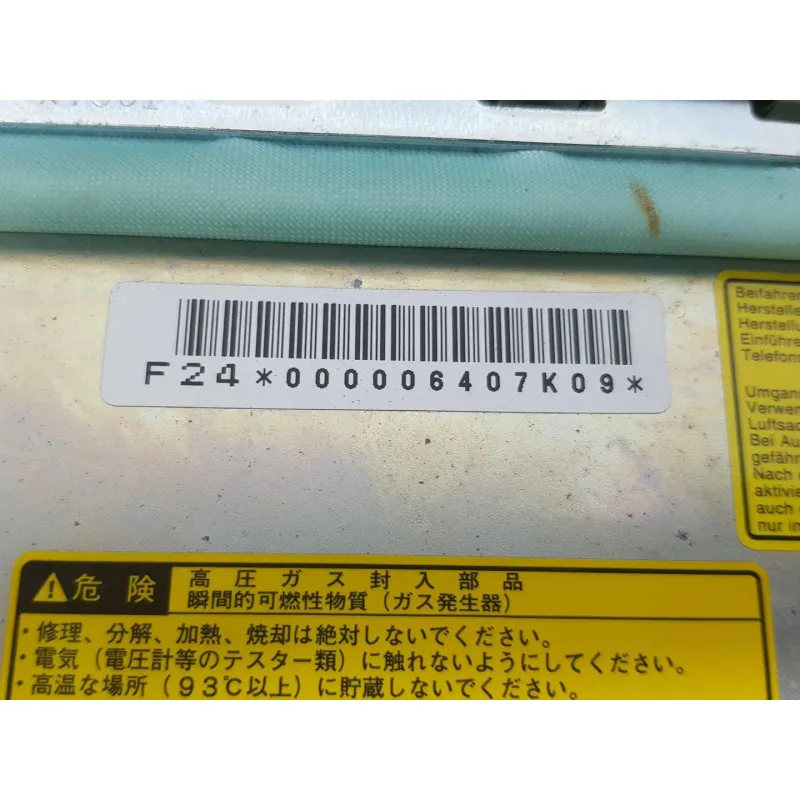 F24 *000006407K09*
Beifahrer
Herstelle
Herstellu
Einführe
Telefonn
Umgang
Verwen
Luftsac
Bei Au
gefähr
Nach
aktivie
auch
nur im
危険
高圧ガス封入部品
瞬間的可燃性物質(ガス発生器)
・修理、分解、加熱、焼却は絶対しないでください。
・電気(電圧計等のテスター類)に触れないようにしてください。
・高温な場所(93℃以上)に貯蔵しないでください。